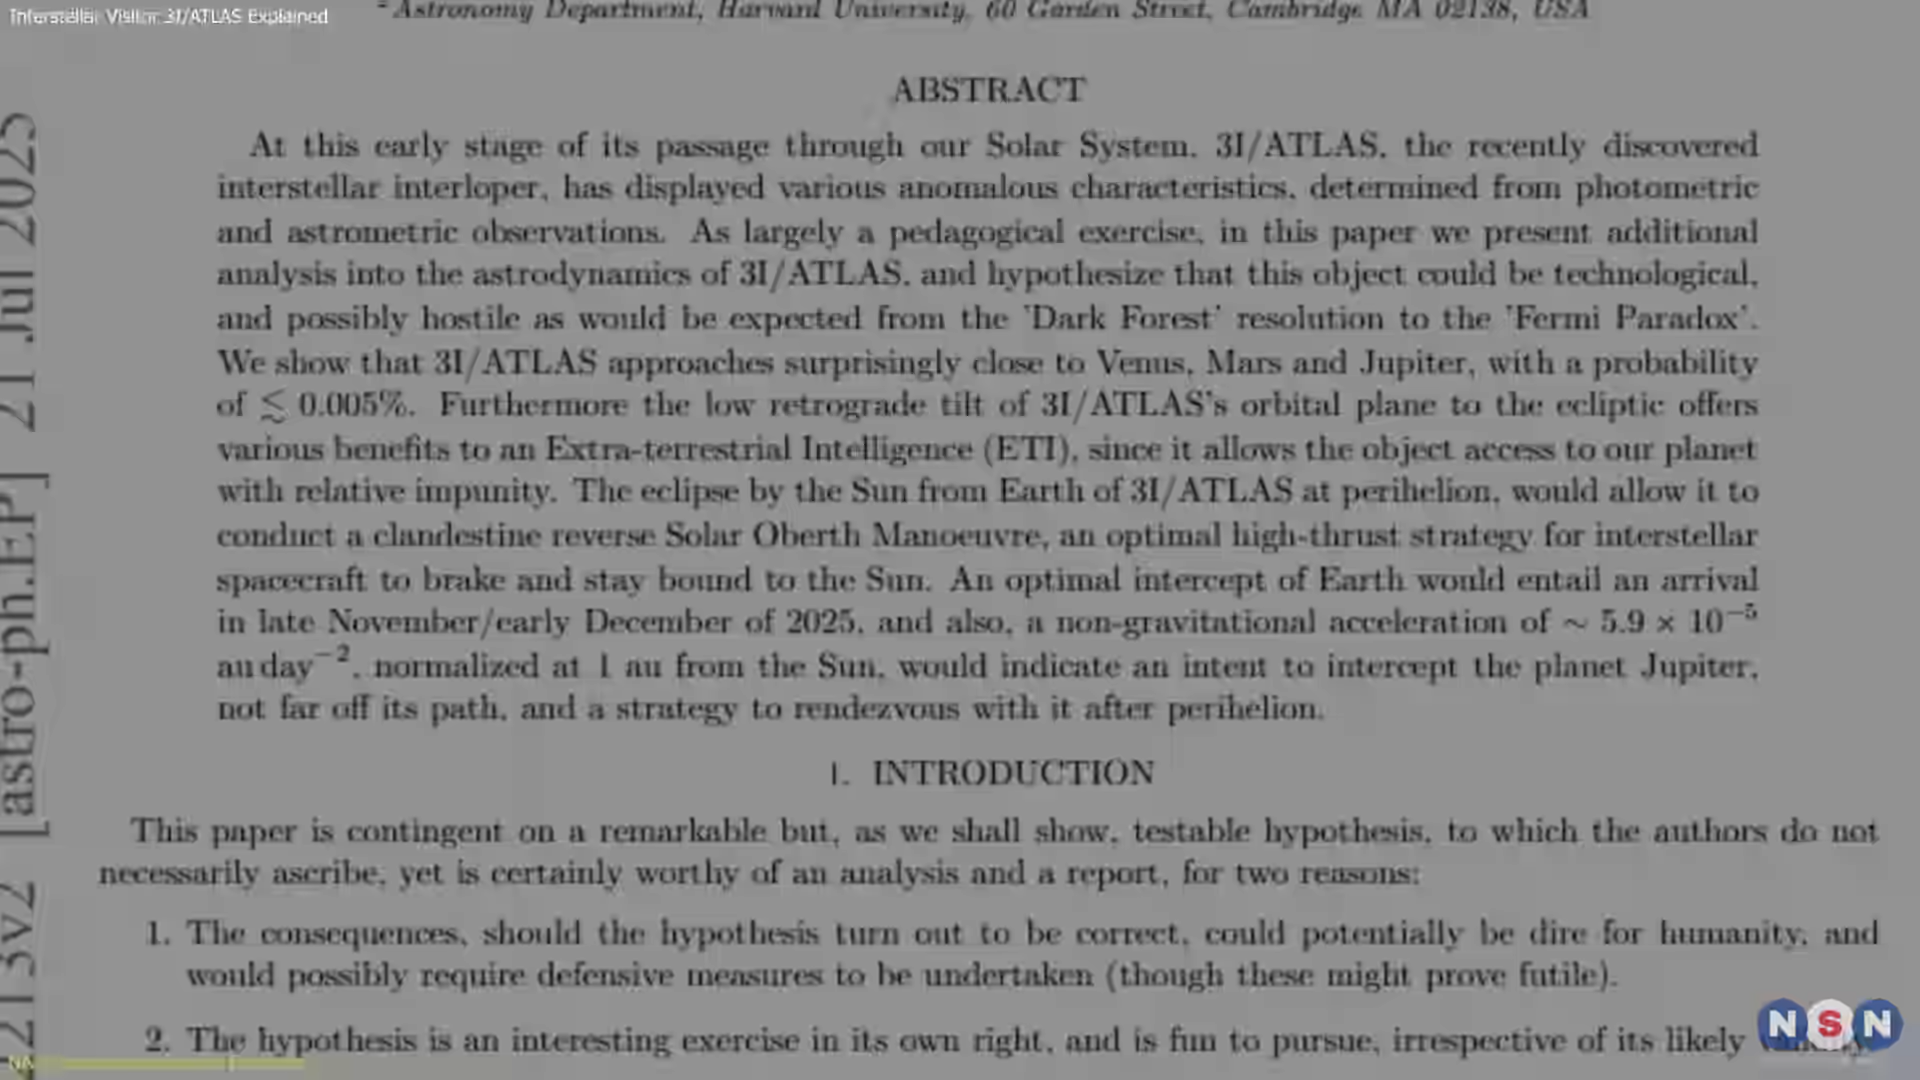 Interstellar Visitor 3I/ATLAS Explained
Astronomy Department, Harvard University, 60 Garden Street, Cambridge MA 02138, USA
ABSTRACT
At this early stage of its passage through our Solar System, 3I/ATLAS, the recently discovered
interstellar interloper, has displayed various anomalous characteristics, determined from photometric
and astrometric observations. As largely a pedagogical exercise, in this paper we present additional
analysis into the astrodynamics of 3I/ATLAS, and hypothesize that this object could be technological,
and possibly hostile as would be expected from the 'Dark Forest' resolution to the 'Fermi Paradox'.
We show that 3I/ATLAS approaches surprisingly close to Venus, Mars and Jupiter, with a probability
of ≲ 0.005%. Furthermore the low retrograde tilt of 3I/ATLAS's orbital plane to the ecliptic offers
various benefits to an Extra-terrestrial Intelligence (ETI), since it allows the object access to our planet
with relative impunity. The eclipse by the Sun from Earth of 3I/ATLAS at perihelion, would allow it to
conduct a clandestine reverse Solar Oberth Manoeuvre, an optimal high-thrust strategy for interstellar
spacecraft to brake and stay bound to the Sun. An optimal intercept of Earth would entail an arrival
in late November/early December of 2025, and also, a non-gravitational acceleration of ~ 5.9 × 10⁻⁵
au day⁻², normalized at 1 au from the Sun, would indicate an intent to intercept the planet Jupiter,
not far off its path, and a strategy to rendezvous with it after perihelion.
1. INTRODUCTION
This paper is contingent on a remarkable but, as we shall show, testable hypothesis, to which the authors do not
necessarily ascribe, yet is certainly worthy of an analysis and a report, for two reasons:
1. The consequences, should the hypothesis turn out to be correct, could potentially be dire for humanity, and
would possibly require defensive measures to be undertaken (though these might prove futile).
2. The hypothesis is an interesting exercise in its own right, and is fun to pursue, irrespective of its likely
2213v2 [astro-ph.EP] 21 Jul 2025
NSN